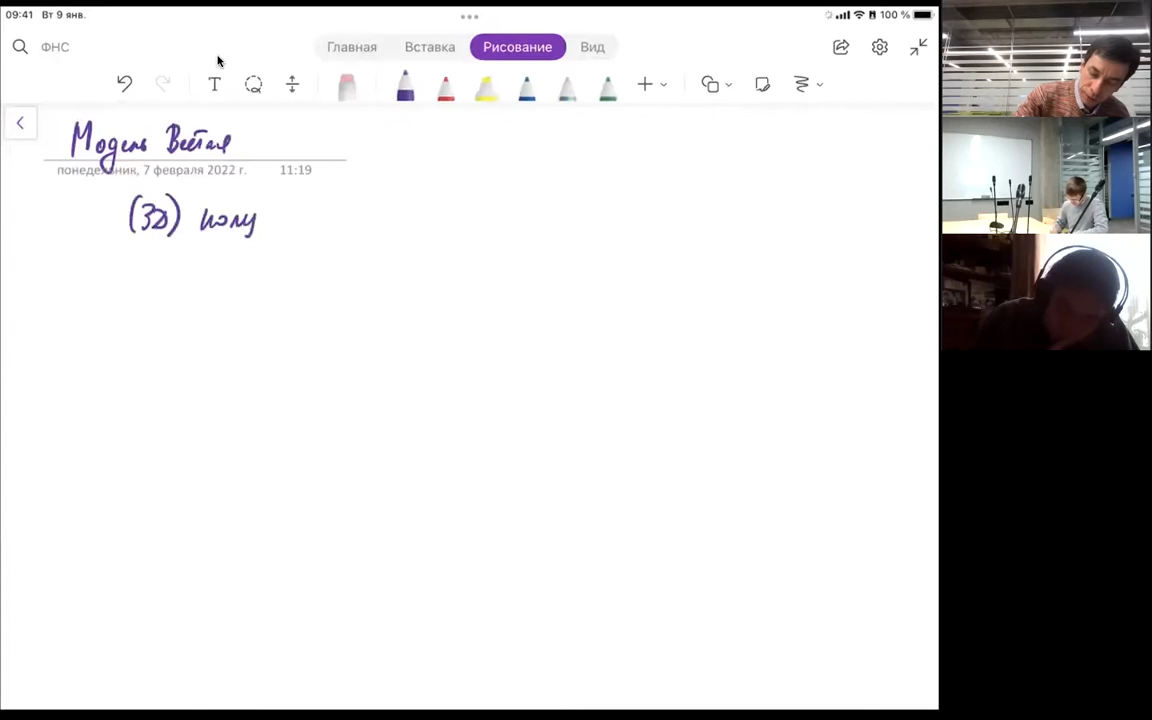 09:41 Вт 9 янв. 100 %
ФНС Главная Вставка Рисование Вид
T
Модель
понедельник, 7 февраля 2022 г. 11:19
(3D) полу